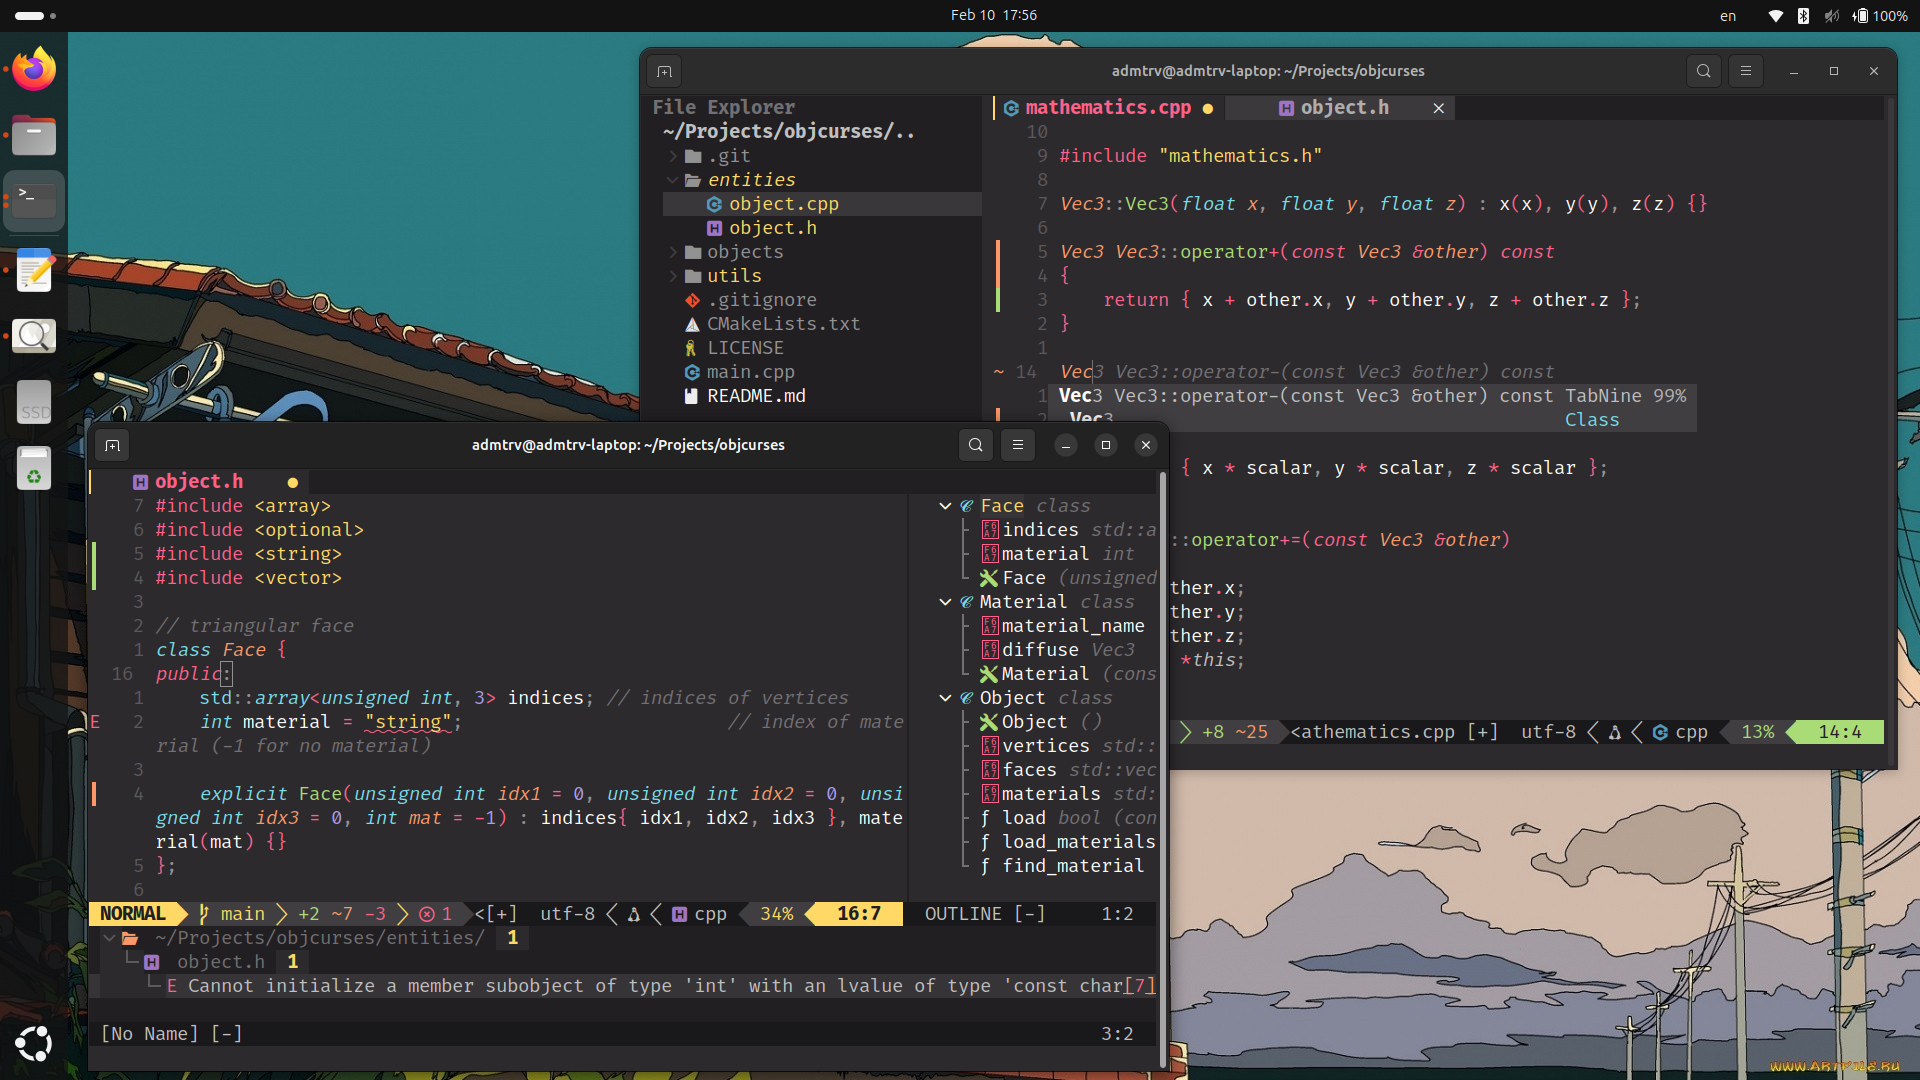 Feb 10 17:56
en
100%
admtrv@admtrv-laptop: ~/Projects/objcurses
File Explorer
~/Projects/objcurses/..
.git
entities
object.cpp
object.h
objects
utils
.gitignore
CMakeLists.txt
LICENSE
main.cpp
README.md
mathematics.cpp
object.h
10
9 #include "mathematics.h"
8
7 Vec3::Vec3(float x, float y, float z) : x(x), y(y), z(z) {}
6
5 Vec3 Vec3::operator+(const Vec3 &other) const
4 {
3 return { x + other.x, y + other.y, z + other.z };
2 }
1
~ 14 Vec3 Vec3::operator-(const Vec3 &other) const
1 Vec3 Vec3::operator-(const Vec3 &other) const TabNine 99%
2 Vec3 Class
{ x * scalar, y * scalar, z * scalar };
::operator+=(const Vec3 &other)
ther.x;
ther.y;
ther.z;
*this;
+8 ~25 <athematics.cpp [+] utf-8 cpp 13% 14:4
SSD
admtrv@admtrv-laptop: ~/Projects/objcurses
object.h
7 #include <array>
6 #include <optional>
5 #include <string>
4 #include <vector>
3
2 // triangular face
1 class Face {
16 public:
1 std::array<unsigned int, 3> indices; // indices of vertices
E 2 int material = "string"; // index of mate
rial (-1 for no material)
3
4 explicit Face(unsigned int idx1 = 0, unsigned int idx2 = 0, unsi
gned int idx3 = 0, int mat = -1) : indices{ idx1, idx2, idx3 }, mate
rial(mat) {}
5 };
6
Face class
indices std::a
material int
Face (unsigned
Material class
material_name
diffuse Vec3
Material (cons
Object class
Object ()
vertices std::
faces std::vec
materials std:
ƒ load bool (con
ƒ load_materials
ƒ find_material
NORMAL main +2 ~7 -3 1 <[+] utf-8 cpp 34% 16:7
OUTLINE [-] 1:2
~/Projects/objcurses/entities/ 1
object.h 1
E Cannot initialize a member subobject of type 'int' with an lvalue of type 'const char[7]
[No Name] [-] 3:2
WWW.ARTFILE.RU